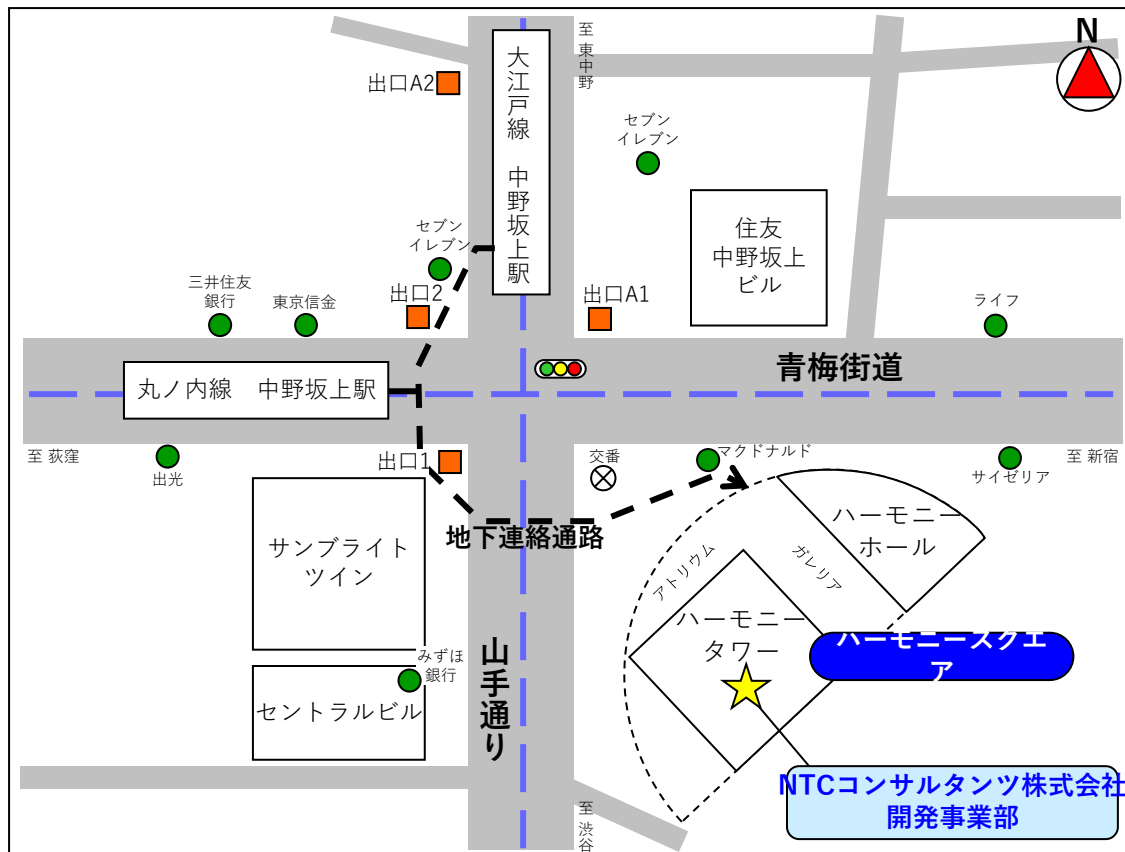 N
至 東中野
大江戸線 中野坂上駅
出口A2
セブン
イレブン
住友
中野坂上
ビル
セブン
イレブン
三井住友
銀行
東京信金
出口2
出口A1
ライフ
青梅街道
丸ノ内線 中野坂上駅
至 荻窪
出光
出口1
交番
マクドナルド
サイゼリア
至 新宿
サンブライト
ツイン
地下連絡通路
ハーモニー
ホール
アトリウム
ガレリア
ハーモニー
タワー
ハーモニースクエ
ア
みずほ
銀行
山手通り
セントラルビル
NTCコンサルタンツ株式会社
開発事業部
至 渋谷